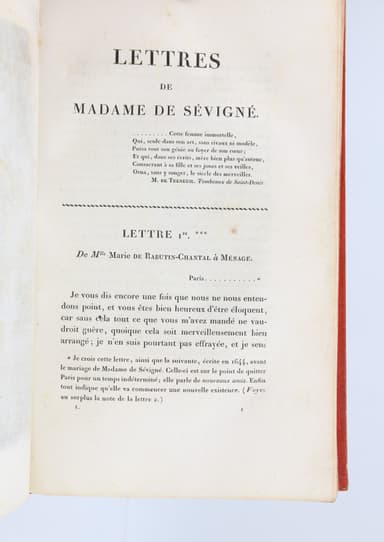 LETTRES
DE
MADAME DE SÉVIGNÉ.
......... Cette femme immortelle,
Qui, seule dans son art, sans rivaux ni modèle,
Puisa tout son génie au foyer de son cœur;
Et qui, dans ses écrits, mère bien plus qu'auteur,
Consacrant à sa fille et ses jours et ses veilles,
Orna, sans y songer, le siècle des merveilles.
M. DE TRENEUIL. Tombeaux de Saint-Denis
LETTRE 1re. ***
De Mlle MARIE DE RABUTIN-CHANTAL à MÉNAGE.
Paris...........*
Je vous dis encore une fois que nous ne nous enten-
dons point, et vous êtes bien heureux d'être éloquent,
car sans cela tout ce que vous m'avez mandé ne vau-
droit guère, quoique cela soit merveilleusement bien
arrangé; je n'en suis pourtant pas effrayée, et je sens
* Je crois cette lettre, ainsi que la suivante, écrite en 1644, avant
le mariage de Madame de Sévigné. Celle-ci est sur le point de quitter
Paris pour un temps indéterminé; elle parle de nouveaux amis. Enfin
tout indique qu'elle va commencer une nouvelle existence. (Voyez
au surplus la note de la lettre 2.)
1. 1